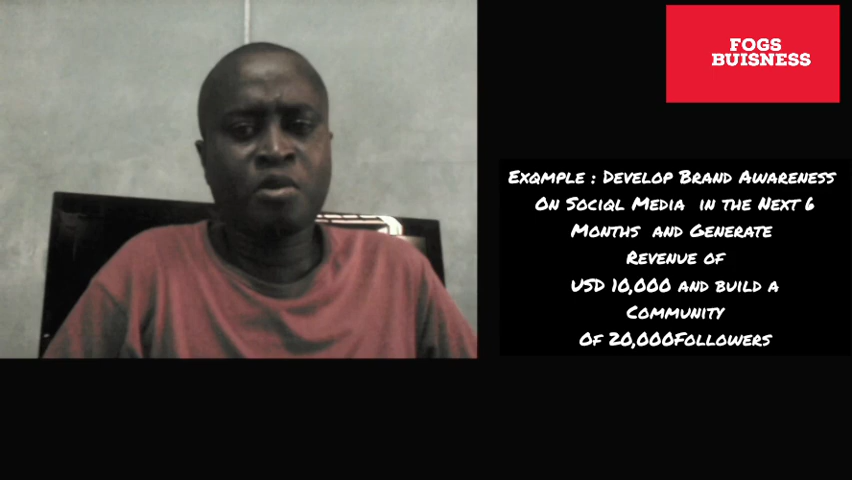 FOGS
BUISNESS
Exqmple : Develop Brand Awareness
On Sociql Media in the Next 6
Months and Generate
Revenue of
USD 10,000 and build a
Community
Of 20,000Followers